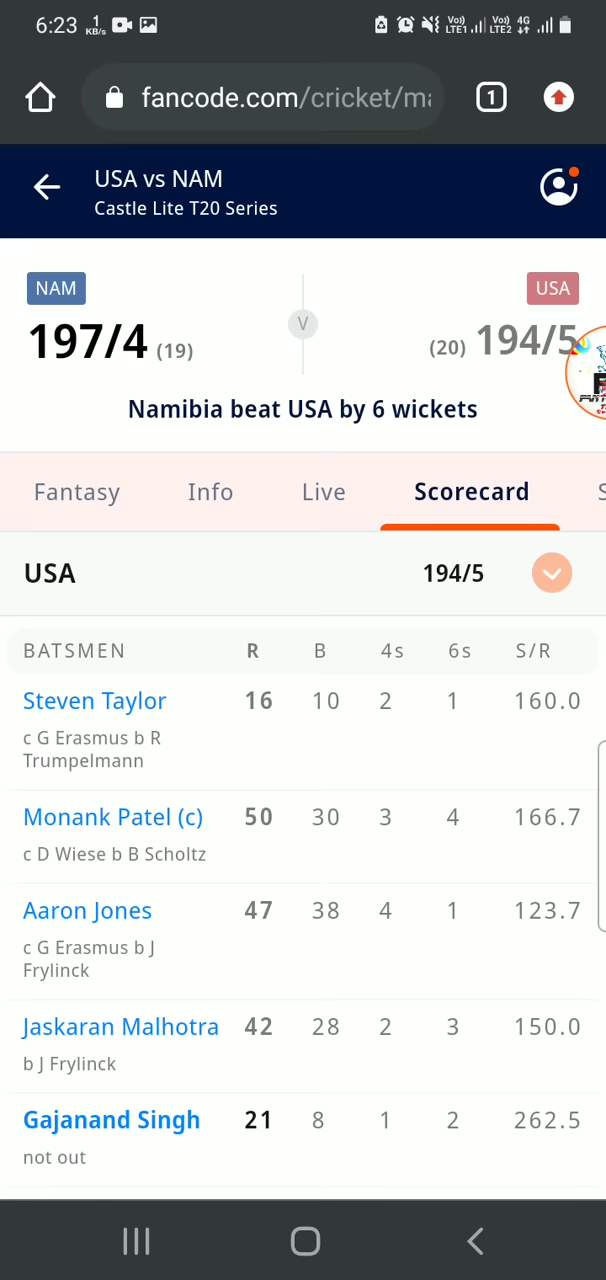 6:23 1 KB/s Vo)) LTE1 Vo)) LTE2 4G
fancode.com/cricket/ma 1
USA vs NAM
Castle Lite T20 Series
NAM USA
V
197/4 (19) (20) 194/5
Namibia beat USA by 6 wickets
Fantasy Info Live Scorecard S
USA 194/5
BATSMEN R B 4s 6s S/R
Steven Taylor 16 10 2 1 160.0
c G Erasmus b R
Trumpelmann
Monank Patel (c) 50 30 3 4 166.7
c D Wiese b B Scholtz
Aaron Jones 47 38 4 1 123.7
c G Erasmus b J
Frylinck
Jaskaran Malhotra 42 28 2 3 150.0
b J Frylinck
Gajanand Singh 21 8 1 2 262.5
not out